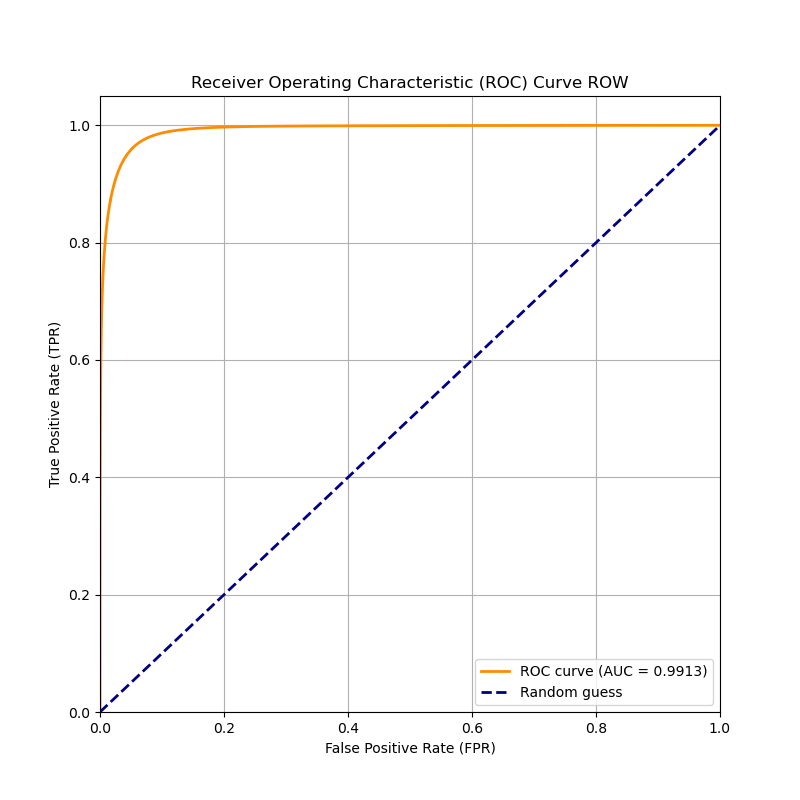 Receiver Operating Characteristic (ROC) Curve ROW
True Positive Rate (TPR)
1.0
0.8
0.6
0.4
0.2
0.0
0.0 0.2 0.4 0.6 0.8 1.0
False Positive Rate (FPR)
ROC curve (AUC = 0.9913)
Random guess